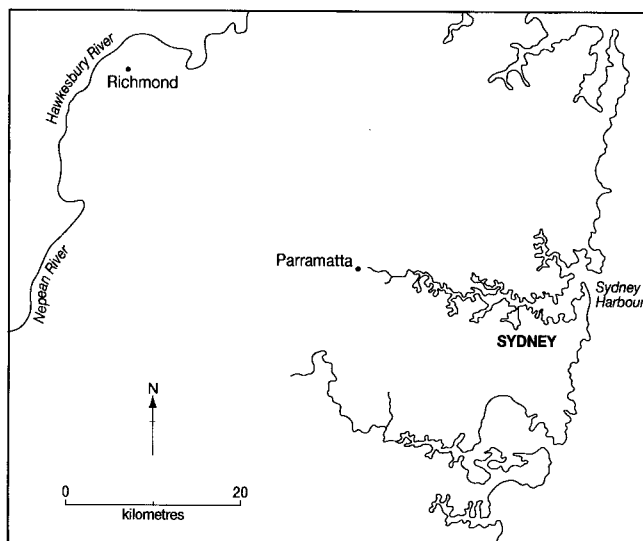 Hawkesbury River
Richmond
Nepean River
Parramatta
Sydney
Harbour
SYDNEY
N
0 20
kilometres